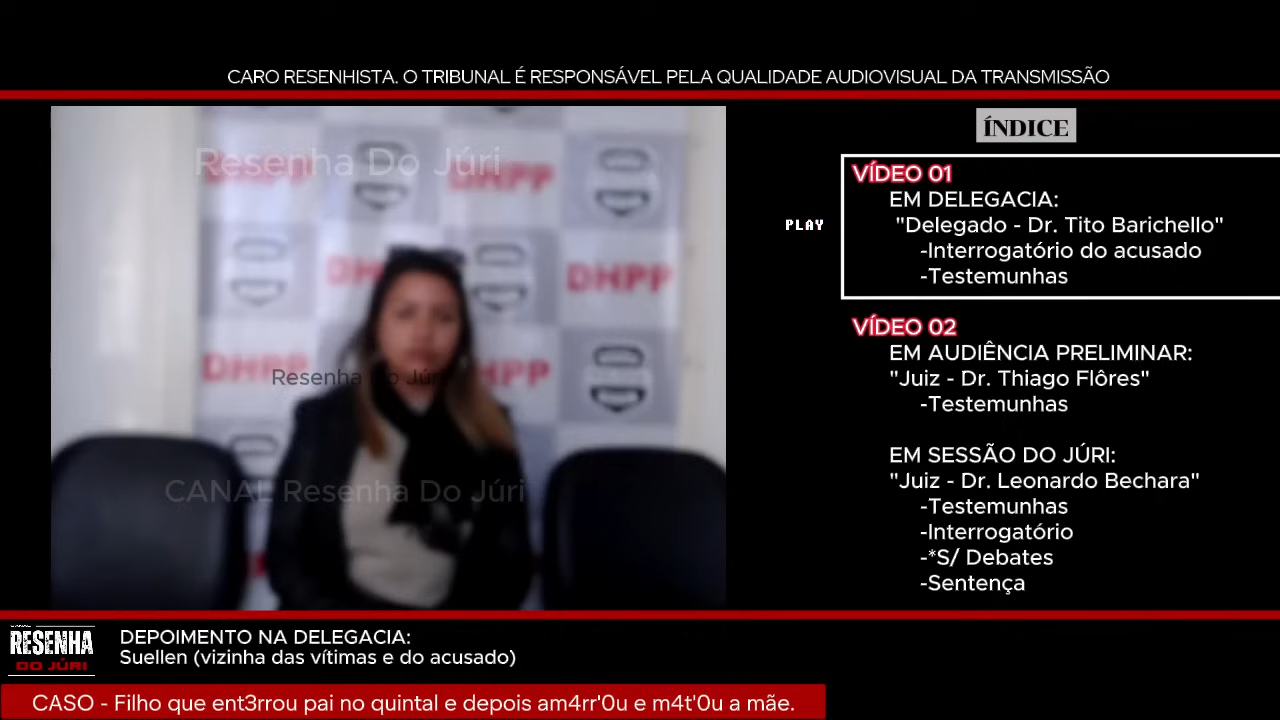 CARO RESENHISTA. O TRIBUNAL É RESPONSÁVEL PELA QUALIDADE AUDIOVISUAL DA TRANSMISSÃO
Resenha Do Júri
DHPP DHPP
DHPP DHPP
Resenha Do Júri
DHPP DHPP
CANAL Resenha Do Júri
ÍNDICE
PLAY
VÍDEO 01
EM DELEGACIA:
"Delegado - Dr. Tito Barichello"
-Interrogatório do acusado
-Testemunhas
VÍDEO 02
EM AUDIÊNCIA PRELIMINAR:
"Juiz - Dr. Thiago Flôres"
-Testemunhas
EM SESSÃO DO JÚRI:
"Juiz - Dr. Leonardo Bechara"
-Testemunhas
-Interrogatório
-*S/ Debates
-Sentença
RESENHA
DO JÚRI
DEPOIMENTO NA DELEGACIA:
Suellen (vizinha das vítimas e do acusado)
CASO - Filho que ent3rrou pai no quintal e depois am4rr'0u e m4t'0u a mãe.